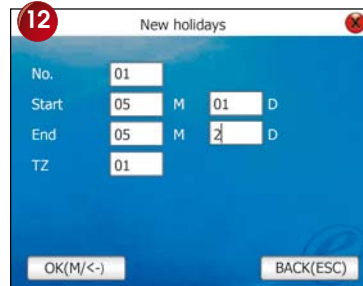 12
New holidays
No. 01
Start 05 M 01 D
End 05 M 2 D
TZ 01
OK(M/<-) BACK(ESC)